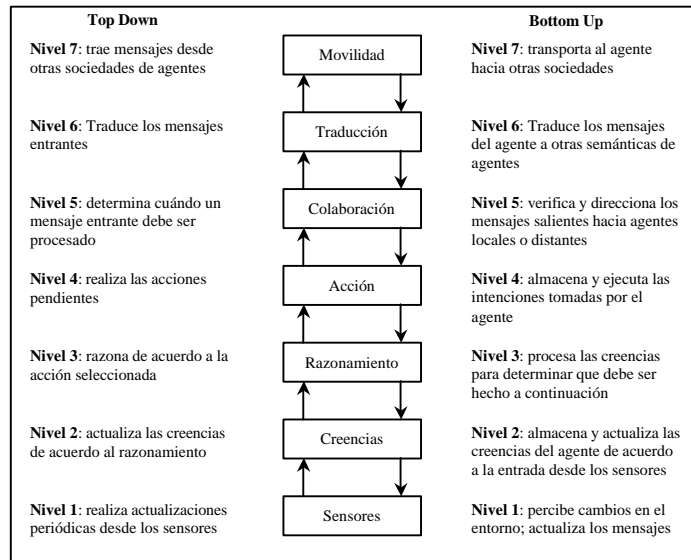 Top Down
Nivel 7: trae mensajes desde
otras sociedades de agentes
Nivel 6: Traduce los mensajes
entrantes
Nivel 5: determina cuándo un
mensaje entrante debe ser
procesado
Nivel 4: realiza las acciones
pendientes
Nivel 3: razona de acuerdo a la
acción seleccionada
Nivel 2: actualiza las creencias
de acuerdo al razonamiento
Nivel 1: realiza actualizaciones
periódicas desde los sensores
Movilidad
Traducción
Colaboración
Acción
Razonamiento
Creencias
Sensores
Bottom Up
Nivel 7: transporta al agente
hacia otras sociedades
Nivel 6: Traduce los mensajes
del agente a otras semánticas de
agentes
Nivel 5: verifica y direcciona los
mensajes salientes hacia agentes
locales o distantes
Nivel 4: almacena y ejecuta las
intenciones tomadas por el
agente
Nivel 3: procesa las creencias
para determinar que debe ser
hecho a continuación
Nivel 2: almacena y actualiza las
creencias del agente de acuerdo
a la entrada desde los sensores
Nivel 1: percibe cambios en el
entorno; actualiza los mensajes